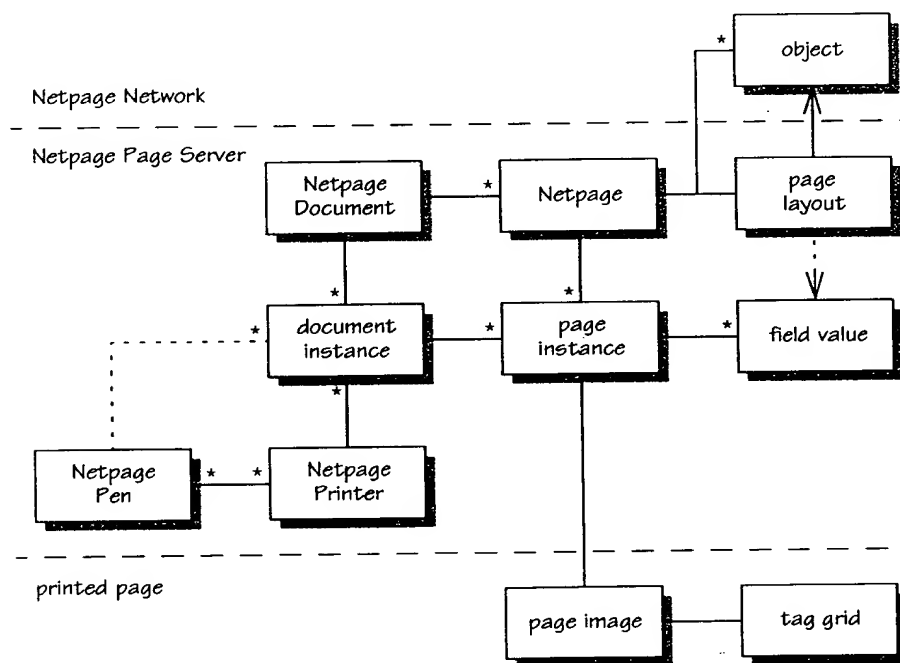 * object
Netpage Network
Netpage Page Server
Netpage
Document
*
Netpage
page
layout
*
*
*
document
instance
*
page
instance
*
field value
*
Netpage
Pen
*
*
Netpage
Printer
printed page
page image
tag grid